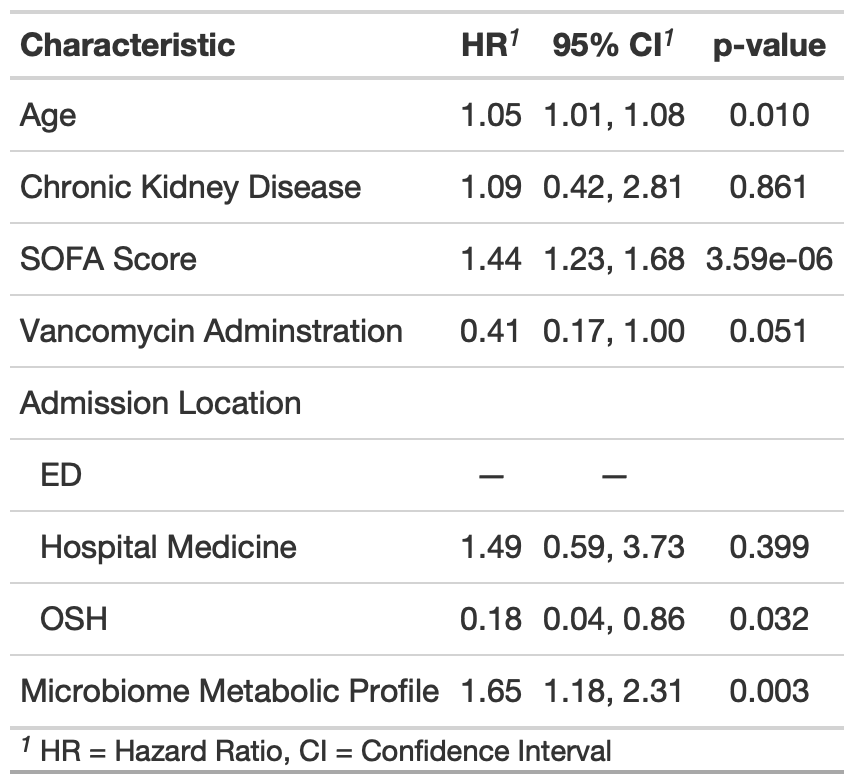 Characteristic HR¹ 95% CI¹ p-value
Age 1.05 1.01, 1.08 0.010
Chronic Kidney Disease 1.09 0.42, 2.81 0.861
SOFA Score 1.44 1.23, 1.68 3.59e-06
Vancomycin Adminstration 0.41 0.17, 1.00 0.051
Admission Location
ED — —
Hospital Medicine 1.49 0.59, 3.73 0.399
OSH 0.18 0.04, 0.86 0.032
Microbiome Metabolic Profile 1.65 1.18, 2.31 0.003
¹ HR = Hazard Ratio, CI = Confidence Interval